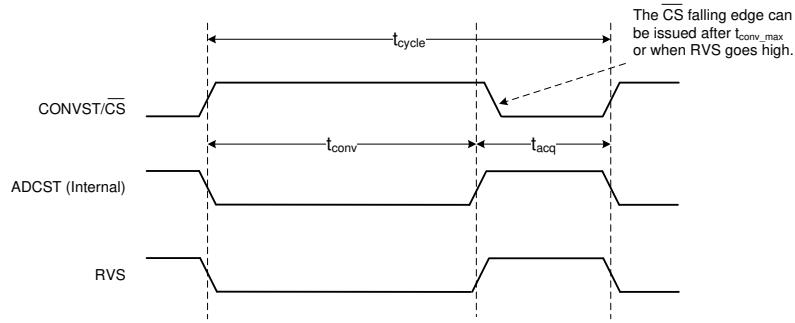 The CS falling edge can
be issued after tconv_max
or when RVS goes high.
tcycle
CONVST/CS
tconv
tacq
ADCST (Internal)
RVS